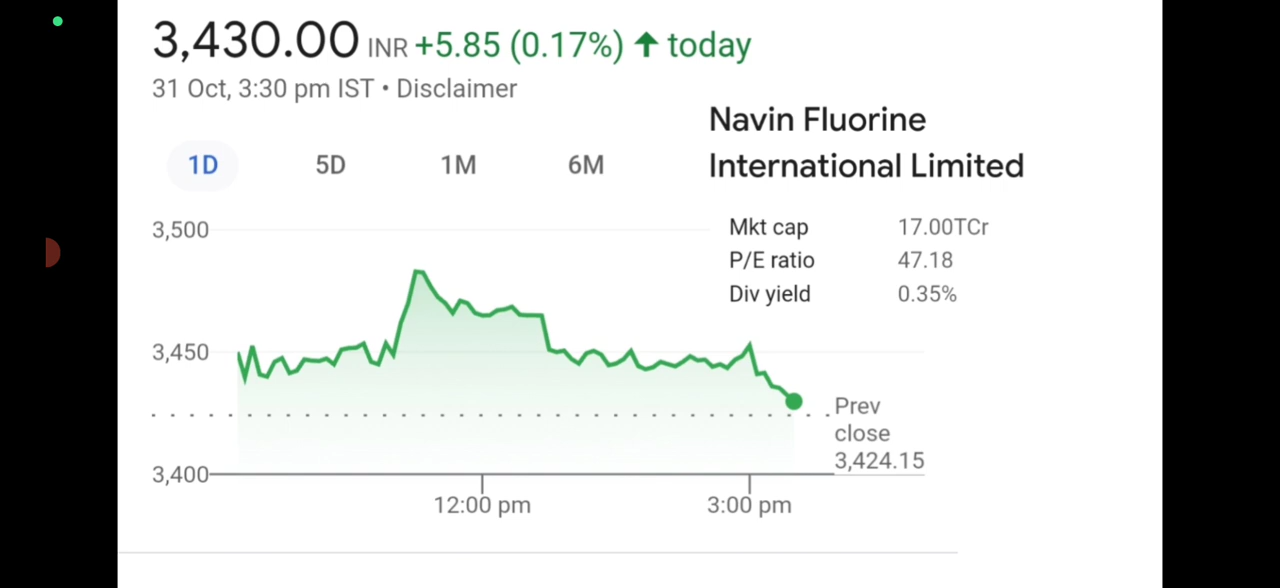 3,430.00 INR +5.85 (0.17%) ↑ today
31 Oct, 3:30 pm IST • Disclaimer
Navin Fluorine
International Limited
1D 5D 1M 6M
Mkt cap 17.00TCr
P/E ratio 47.18
Div yield 0.35%
3,500
3,450
3,400
Prev
close
3,424.15
12:00 pm 3:00 pm